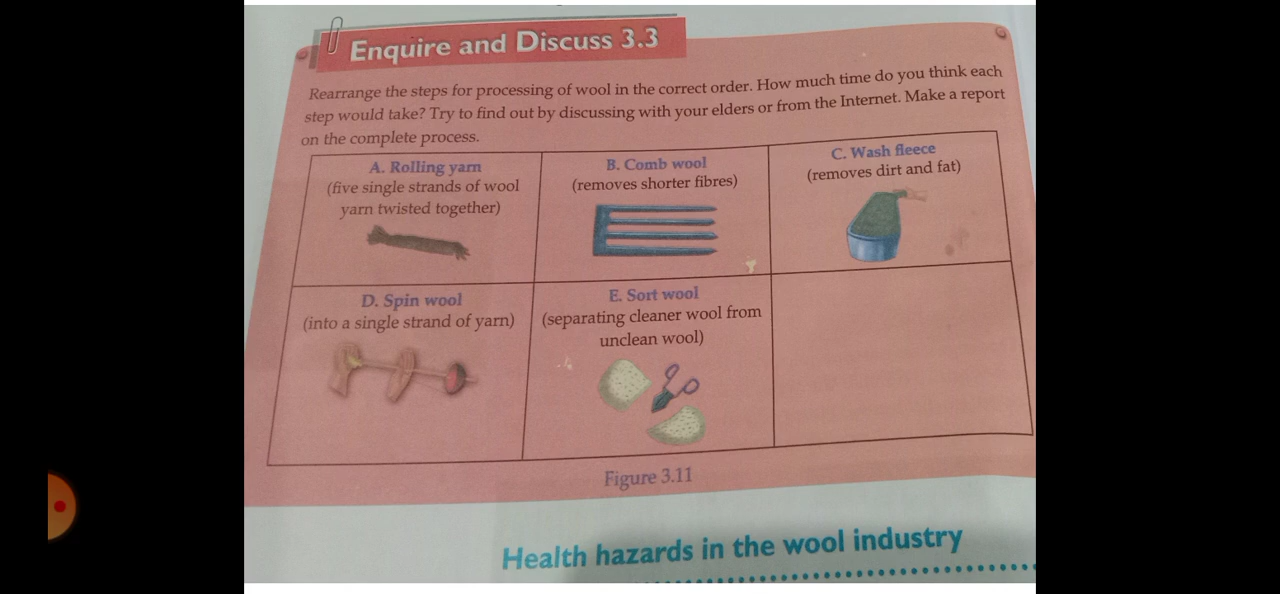 Enquire and Discuss 3.3
Rearrange the steps for processing of wool in the correct order. How much time do you think each
step would take? Try to find out by discussing with your elders or from the Internet. Make a report
on the complete process.
A. Rolling yarn
(five single strands of wool
yarn twisted together)
B. Comb wool
(removes shorter fibres)
C. Wash fleece
(removes dirt and fat)
D. Spin wool
(into a single strand of yarn)
E. Sort wool
(separating cleaner wool from
unclean wool)
Figure 3.11
Health hazards in the wool industry